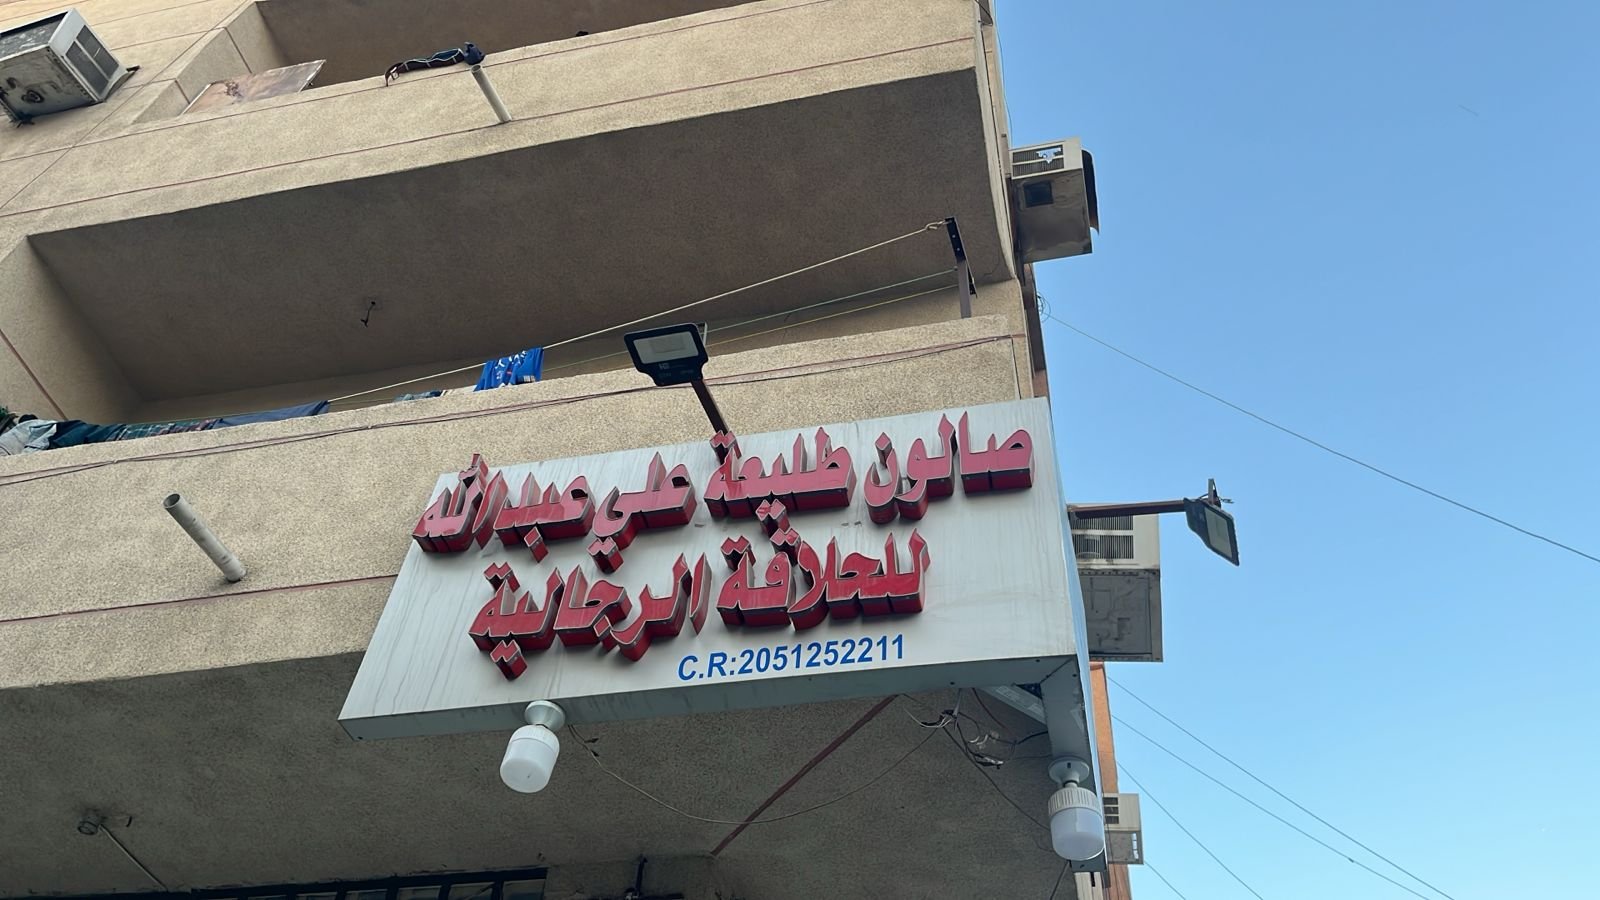 صالون طليعة علي عبدالله
للحلاقة الرجالية
C.R:2051252211